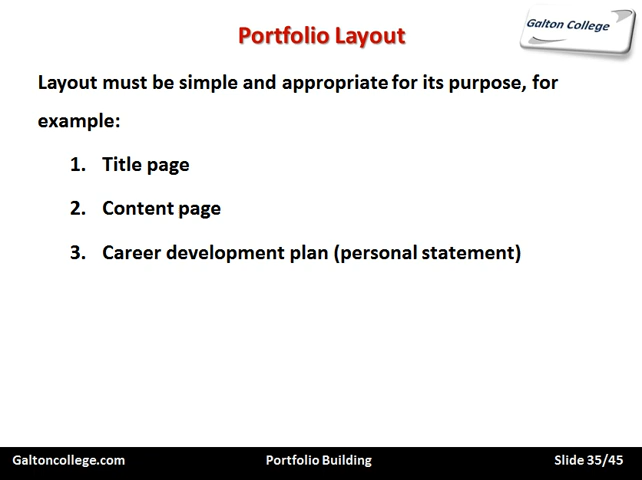 Portfolio Layout
Galton College
Layout must be simple and appropriate for its purpose, for
example:
1. Title page
2. Content page
3. Career development plan (personal statement)
Galtoncollege.com Portfolio Building Slide 35/45